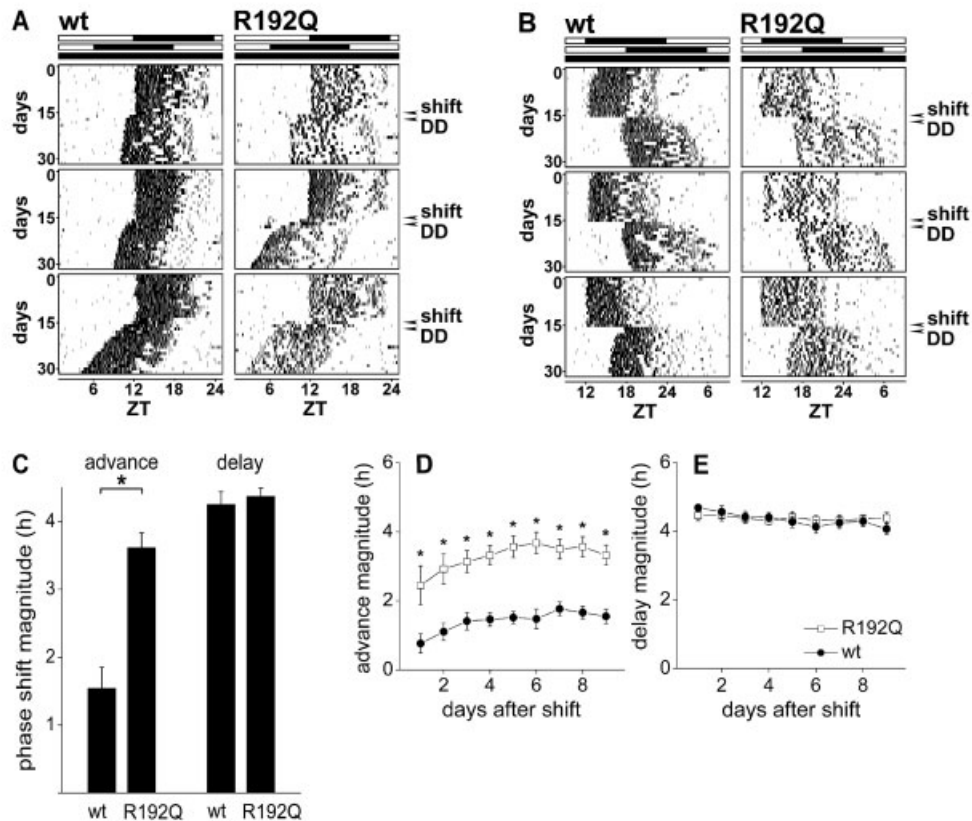 A
wt
R192Q
days
0
15
30
shift
DD
days
0
15
30
shift
DD
days
0
15
30
shift
DD
6 12 18 24
6 12 18 24
ZT
ZT
B
wt
R192Q
days
0
15
30
shift
DD
days
0
15
30
shift
DD
days
0
15
30
shift
DD
12 18 24 6
12 18 24 6
ZT
ZT
C
advance
delay
*
phase shift magnitude (h)
4
3
2
1
wt R192Q wt R192Q
D
advance magnitude (h)
6
4
2
0
* * * * * * * * *
2 4 6 8
days after shift
E
delay magnitude (h)
6
4
2
0
R192Q
wt
2 4 6 8
days after shift